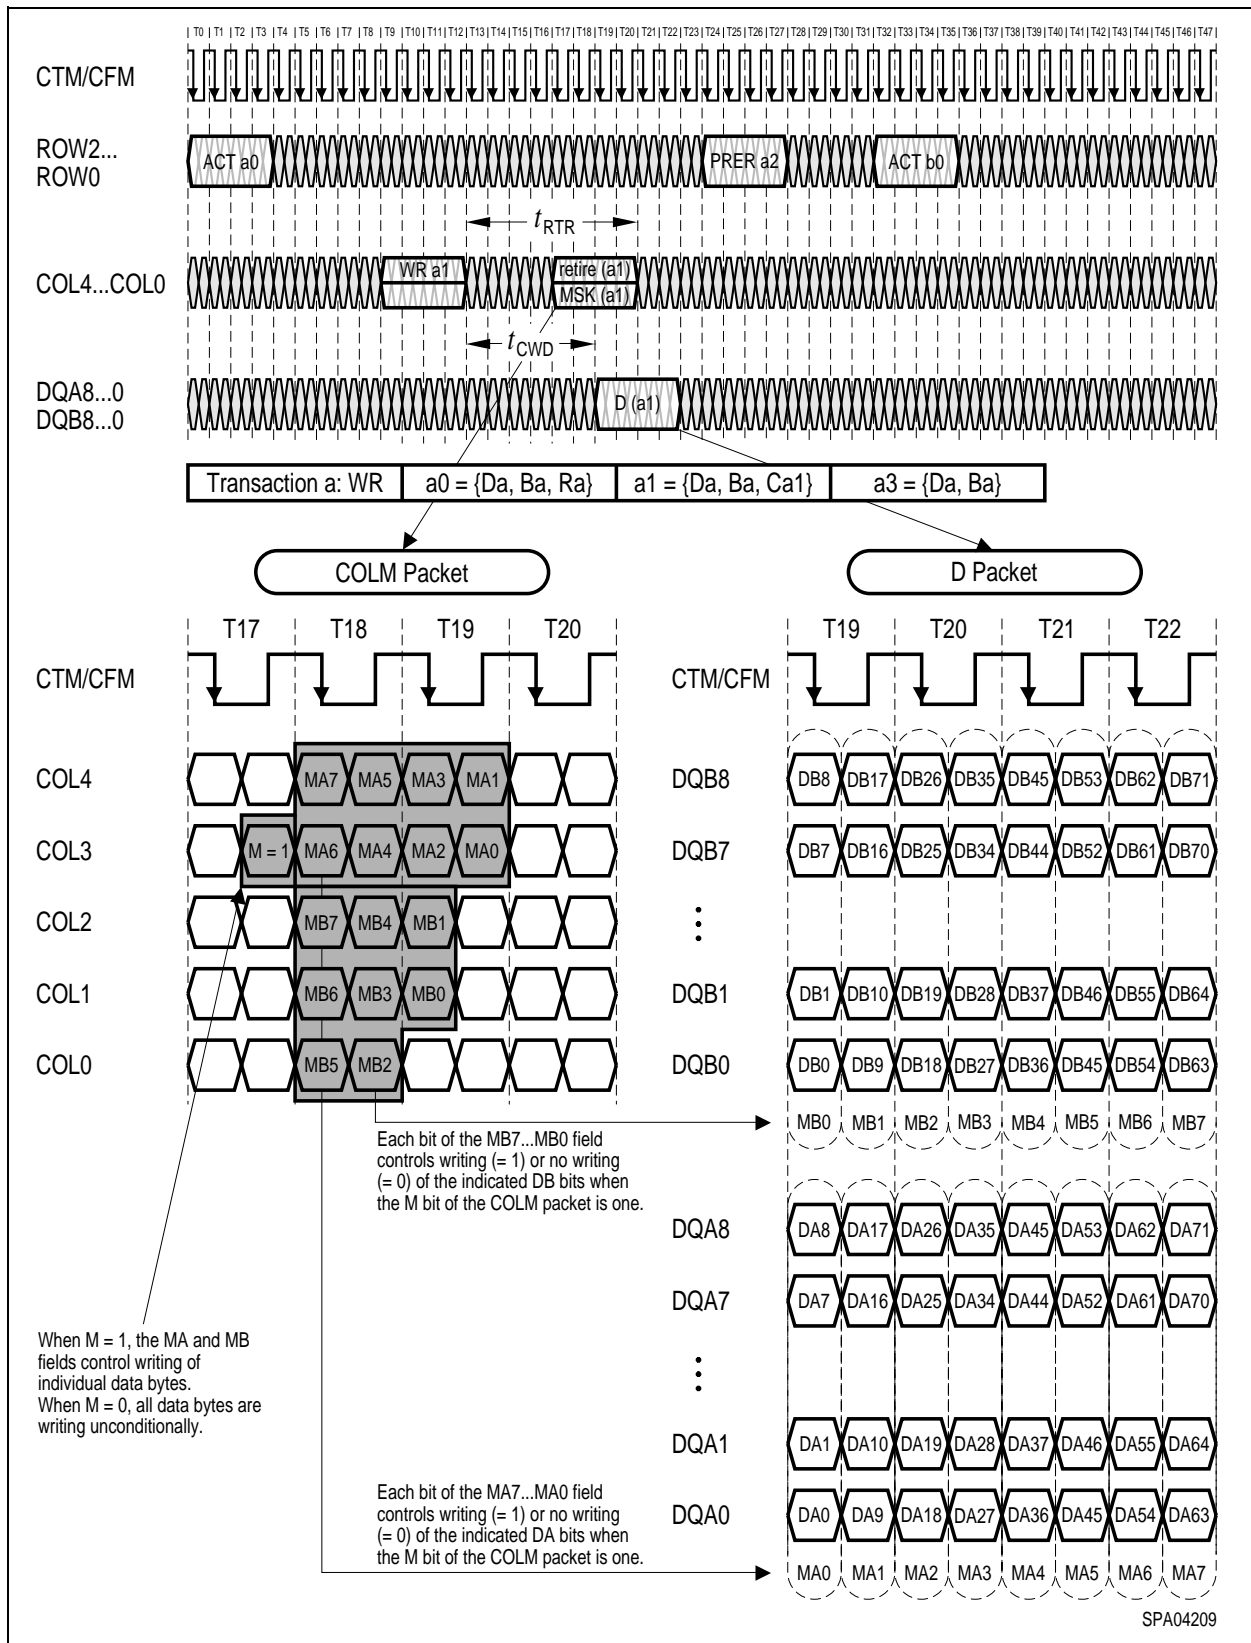 T0 T1 T2 T3 T4 T5 T6 T7 T8 T9 T10 T11 T12 T13 T14 T15 T16 T17 T18 T19 T20 T21 T22 T23 T24 T25 T26 T27 T28 T29 T30 T31 T32 T33 T34 T35 T36 T37 T38 T39 T40 T41 T42 T43 T44 T45 T46 T47
CTM/CFM
ROW2...
ROW0
ACT a0
PRER a2
ACT b0
tRTR
COL4...COL0
WR a1
retire (a1)
MSK (a1)
tCWD
DQA8...0
DQB8...0
D (a1)
Transaction a: WR a0 = {Da, Ba, Ra} a1 = {Da, Ba, Ca1} a3 = {Da, Ba}
COLM Packet
T17 T18 T19 T20
CTM/CFM
COL4 MA7 MA5 MA3 MA1
COL3 M = 1 MA6 MA4 MA2 MA0
COL2 MB7 MB4 MB1
COL1 MB6 MB3 MB0
COL0 MB5 MB2
Each bit of the MB7...MB0 field
controls writing (= 1) or no writing
(= 0) of the indicated DB bits when
the M bit of the COLM packet is one.
When M = 1, the MA and MB
fields control writing of
individual data bytes.
When M = 0, all data bytes are
writing unconditionally.
Each bit of the MA7...MA0 field
controls writing (= 1) or no writing
(= 0) of the indicated DA bits when
the M bit of the COLM packet is one.
D Packet
T19 T20 T21 T22
CTM/CFM
DQB8 DB8 DB17 DB26 DB35 DB45 DB53 DB62 DB71
DQB7 DB7 DB16 DB25 DB34 DB44 DB52 DB61 DB70
DQB1 DB1 DB10 DB19 DB28 DB37 DB46 DB55 DB64
DQB0 DB0 DB9 DB18 DB27 DB36 DB45 DB54 DB63
MB0 MB1 MB2 MB3 MB4 MB5 MB6 MB7
DQA8 DA8 DA17 DA26 DA35 DA45 DA53 DA62 DA71
DQA7 DA7 DA16 DA25 DA34 DA44 DA52 DA61 DA70
DQA1 DA1 DA10 DA19 DA28 DA37 DA46 DA55 DA64
DQA0 DA0 DA9 DA18 DA27 DA36 DA45 DA54 DA63
MA0 MA1 MA2 MA3 MA4 MA5 MA6 MA7
SPA04209